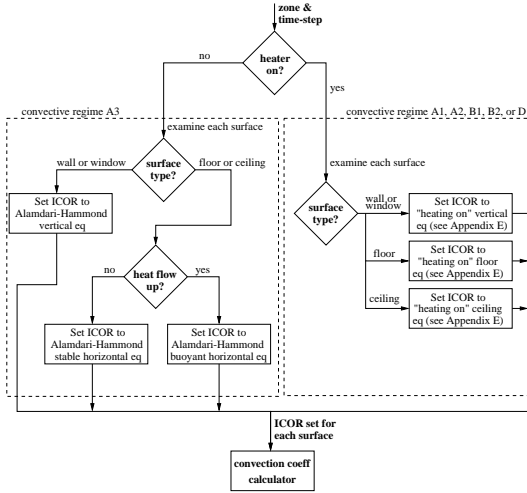 zone &
time-step
heater
on?
no
yes
convective regime A3
convective regime A1, A2, B1, B2, or D
examine each surface
wall or window
surface
type?
floor or ceiling
Set ICOR to
Alamdari-Hammond
vertical eq
heat flow
up?
no
yes
Set ICOR to
Alamdari-Hammond
stable horizontal eq
Set ICOR to
Alamdari-Hammond
buoyant horizontal eq
examine each surface
surface
type?
wall or
window
Set ICOR to
"heating on" vertical
eq (see Appendix E)
floor
Set ICOR to
"heating on" floor
eq (see Appendix E)
ceiling
Set ICOR to
"heating on" ceiling
eq (see Appendix E)
ICOR set for
each surface
convection coeff
calculator